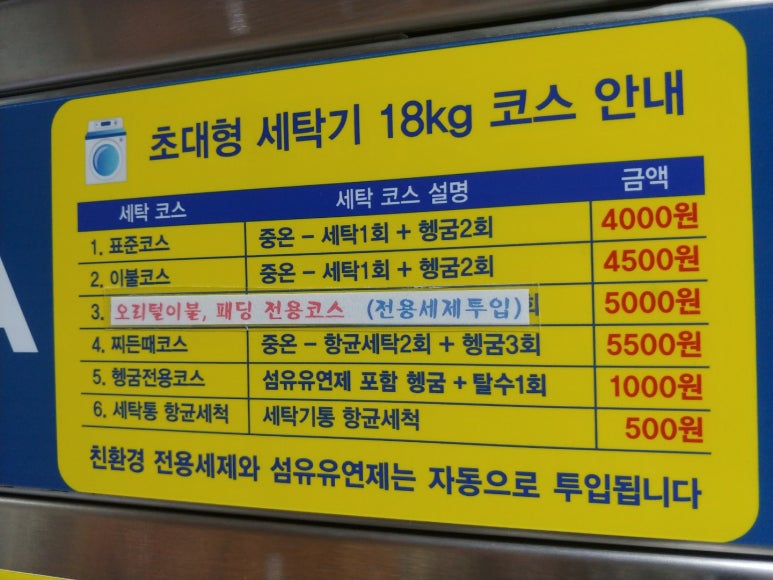 초대형 세탁기 18kg 코스 안내
세탁 코스 세탁 코스 설명 금액
1. 표준코스 중온 - 세탁1회 + 헹굼2회 4000원
2. 이불코스 중온 - 세탁1회 + 헹굼2회 4500원
3. 오리털이불, 패딩 전용코스 (전용세제투입) 5000원
4. 찌든때코스 중온 - 항균세탁2회 + 헹굼3회 5500원
5. 헹굼전용코스 섬유유연제 포함 헹굼 + 탈수1회 1000원
6. 세탁통 항균세척 세탁기통 항균세척 500원
친환경 전용세제와 섬유유연제는 자동으로 투입됩니다